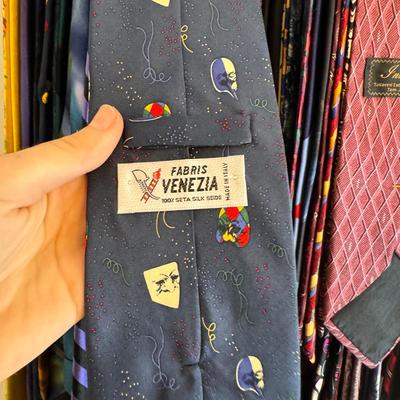 FABRIS
VENEZIA
100% SETA SILK SEIDE
MADE IN ITALY